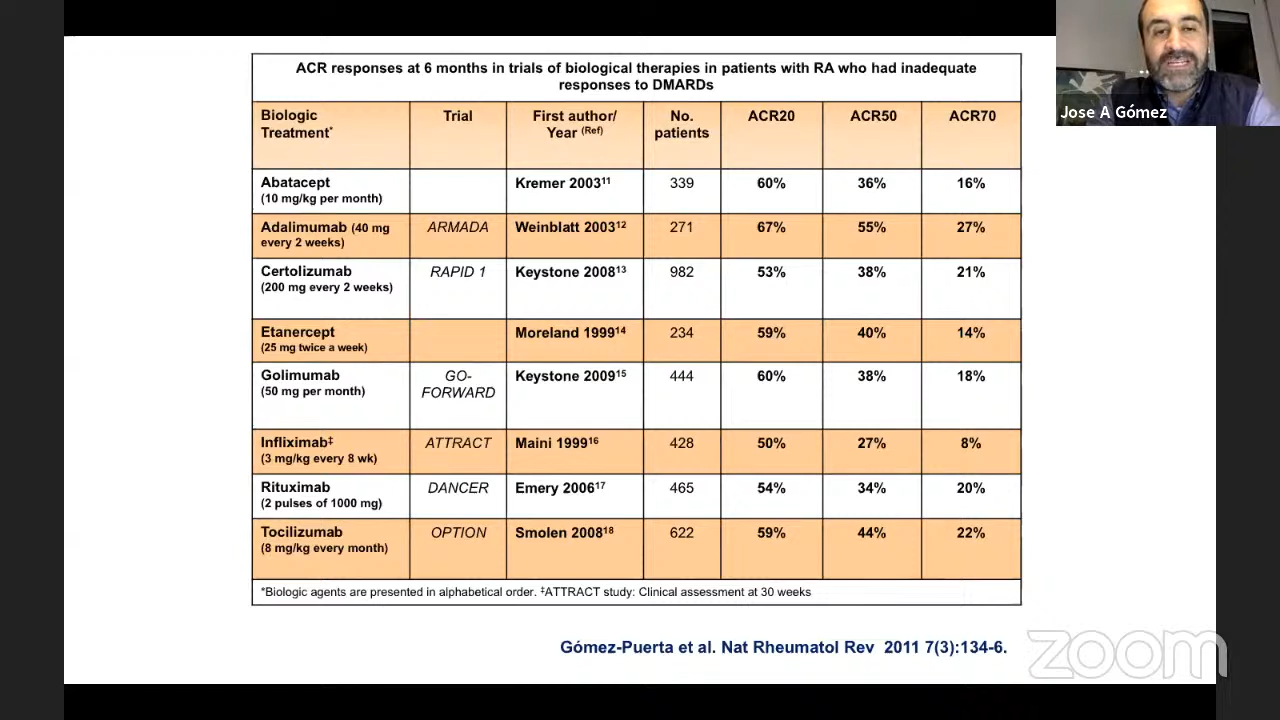 ACR responses at 6 months in trials of biological therapies in patients with RA who had inadequate
responses to DMARDs
Biologic Treatment* Trial First author/ Year (Ref) No. patients ACR20 ACR50 ACR70
Abatacept (10 mg/kg per month) Kremer 2003¹¹ 339 60% 36% 16%
Adalimumab (40 mg every 2 weeks) ARMADA Weinblatt 2003¹² 271 67% 55% 27%
Certolizumab (200 mg every 2 weeks) RAPID 1 Keystone 2008¹³ 982 53% 38% 21%
Etanercept (25 mg twice a week) Moreland 1999¹⁴ 234 59% 40% 14%
Golimumab (50 mg per month) GO-FORWARD Keystone 2009¹⁵ 444 60% 38% 18%
Infliximab‡ (3 mg/kg every 8 wk) ATTRACT Maini 1999¹⁶ 428 50% 27% 8%
Rituximab (2 pulses of 1000 mg) DANCER Emery 2006¹⁷ 465 54% 34% 20%
Tocilizumab (8 mg/kg every month) OPTION Smolen 2008¹⁸ 622 59% 44% 22%
*Biologic agents are presented in alphabetical order. ‡ATTRACT study: Clinical assessment at 30 weeks
Gómez-Puerta et al. Nat Rheumatol Rev 2011 7(3):134-6.
Jose A Gómez
zoom